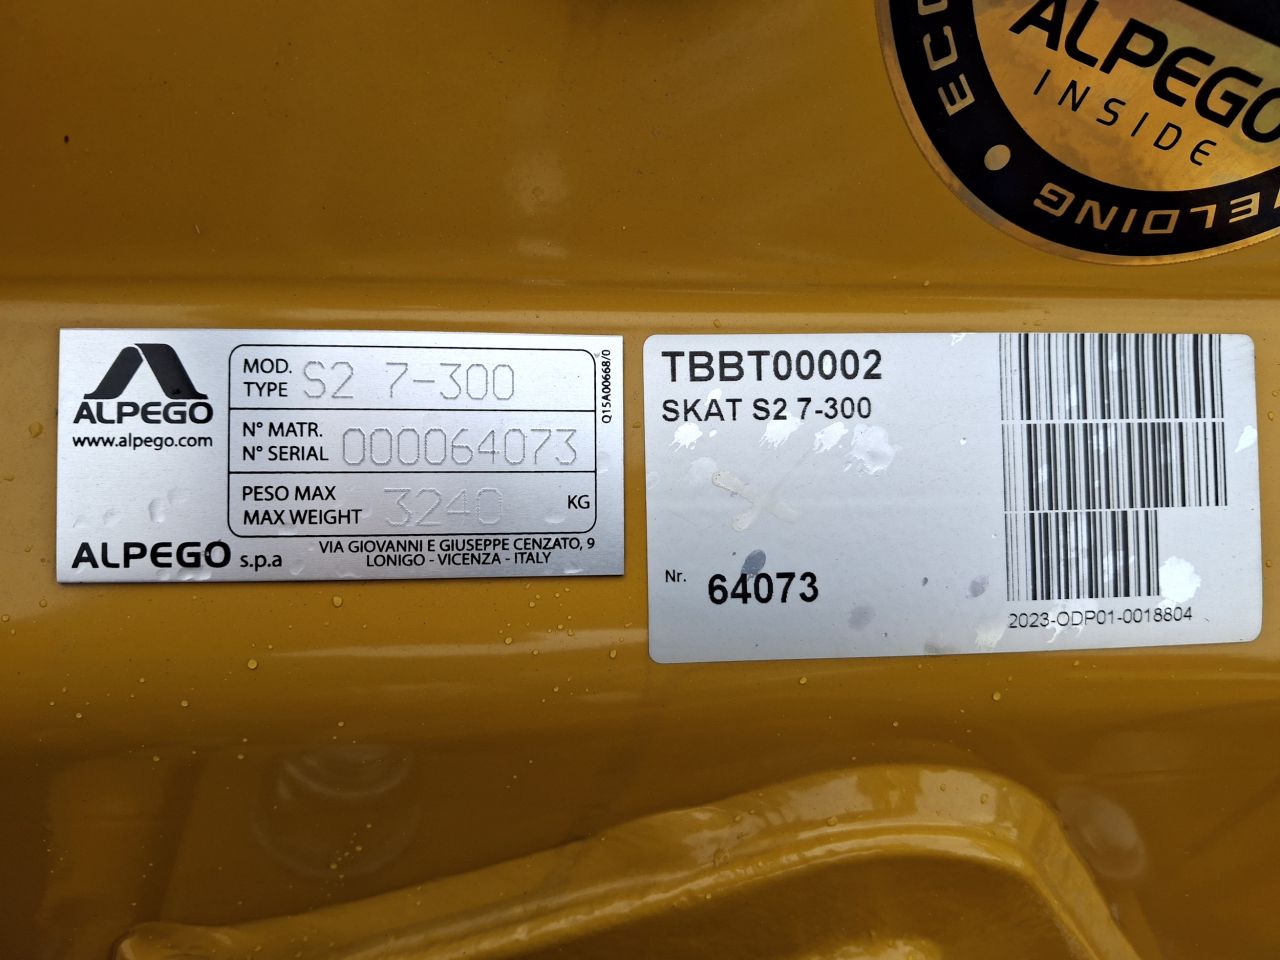 ALPEGO
INSIDE
ALPEGO
www.alpego.com
MOD.
TYPE S2 7-300
N° MATR.
N° SERIAL 000064073
PESO MAX
MAX WEIGHT 3240 KG
Q15A00668/0
ALPEGO s.p.a
VIA GIOVANNI E GIUSEPPE CENZATO, 9
LONIGO - VICENZA - ITALY
TBBT00002
SKAT S2 7-300
Nr. 64073
2023-ODP01-0018804